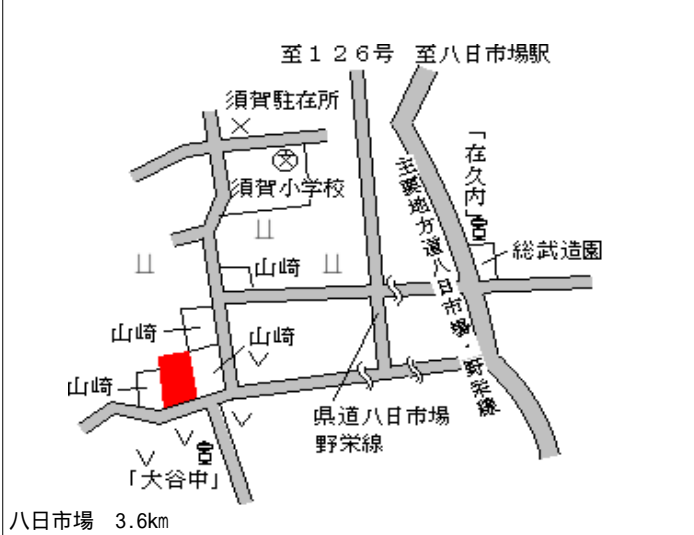 至１２６号　至八日市場駅
須賀駐在所
須賀小学校
「在久内」
総武造園
主要地方道八日市場・野栄線
山崎
山崎
山崎
山崎
県道八日市場
野栄線
「大谷中」
八日市場　3.6km